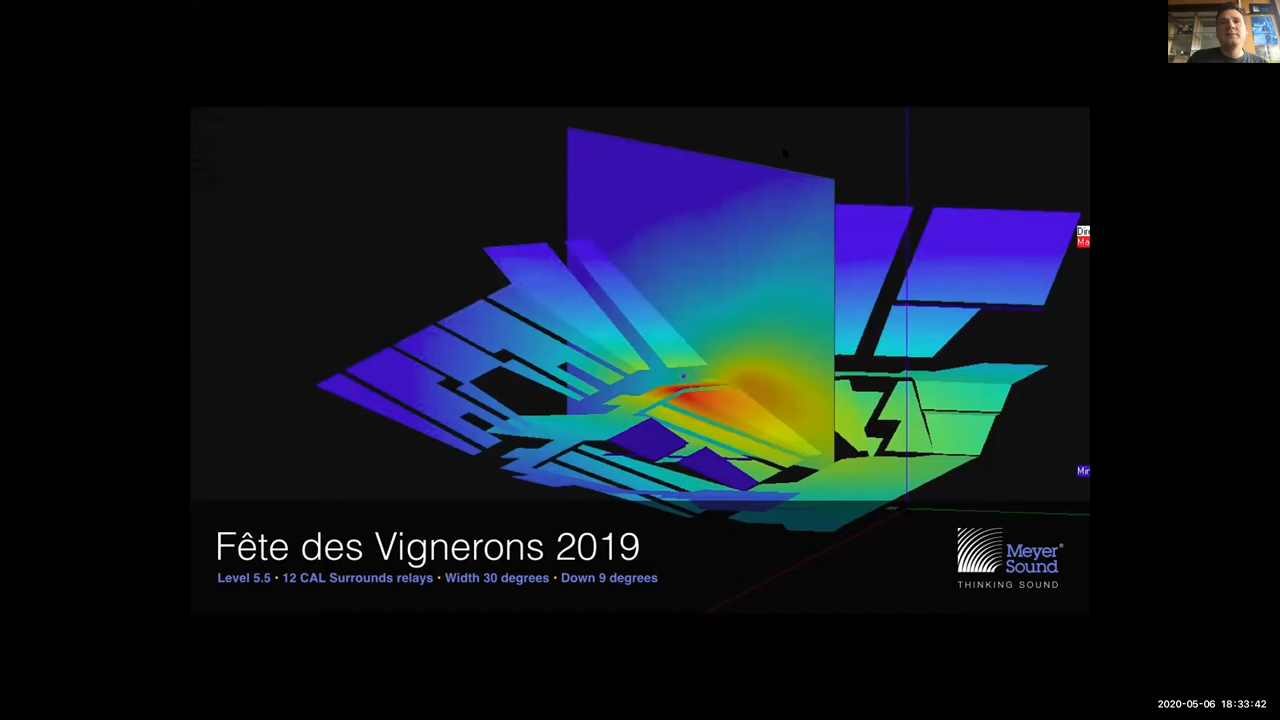 Fête des Vignerons 2019
Level 5.5 • 12 CAL Surrounds relays • Width 30 degrees • Down 9 degrees
Meyer
Sound
THINKING SOUND
2020-05-06 18:33:42